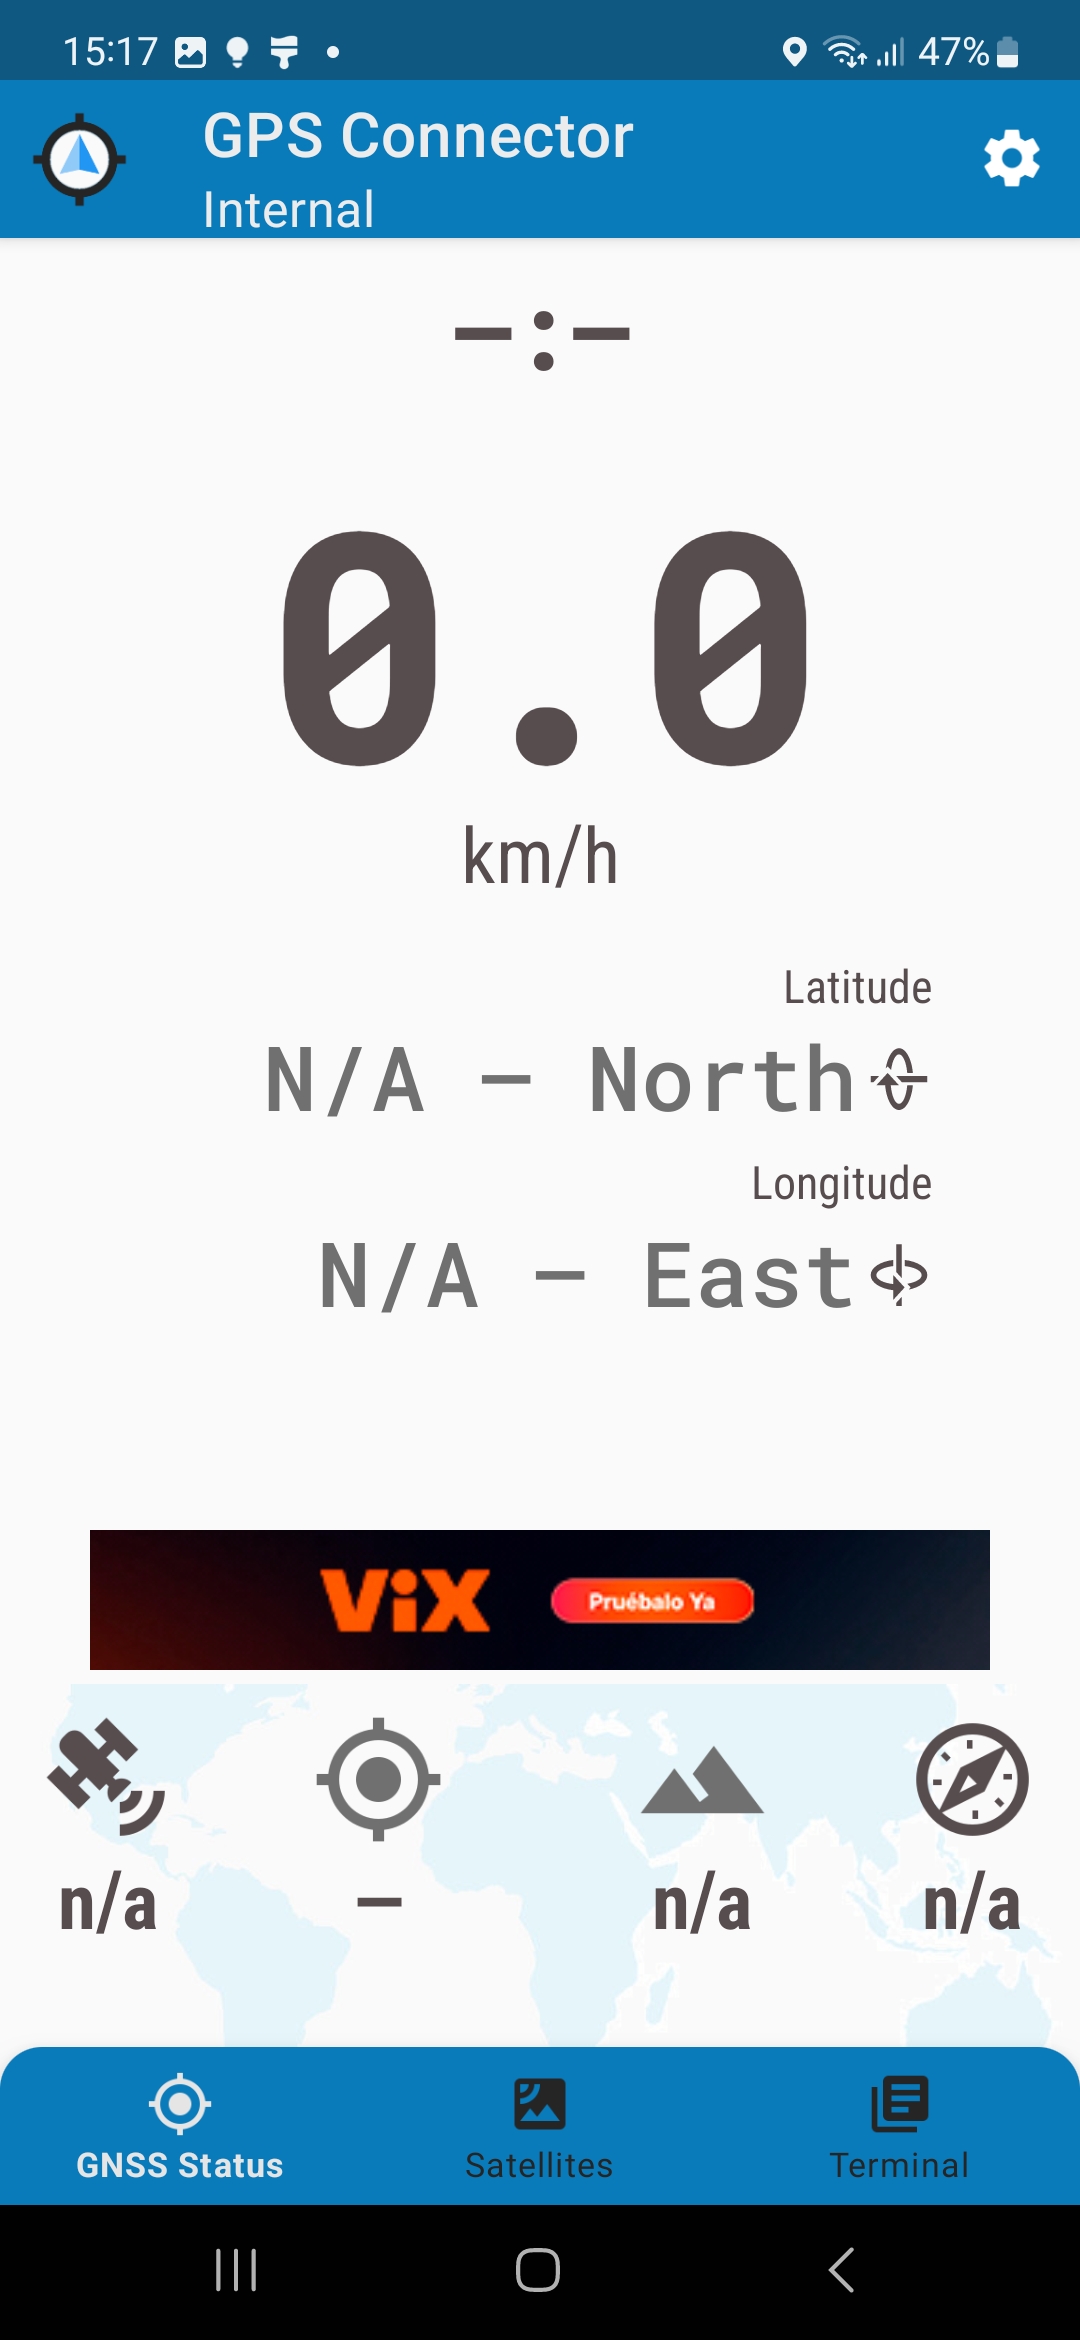 15:17 47%
GPS Connector
Internal
–:–
0.0
km/h
Latitude
N/A – North
Longitude
N/A – East
ViX Pruébalo Ya
n/a – n/a n/a
GNSS Status Satellites Terminal